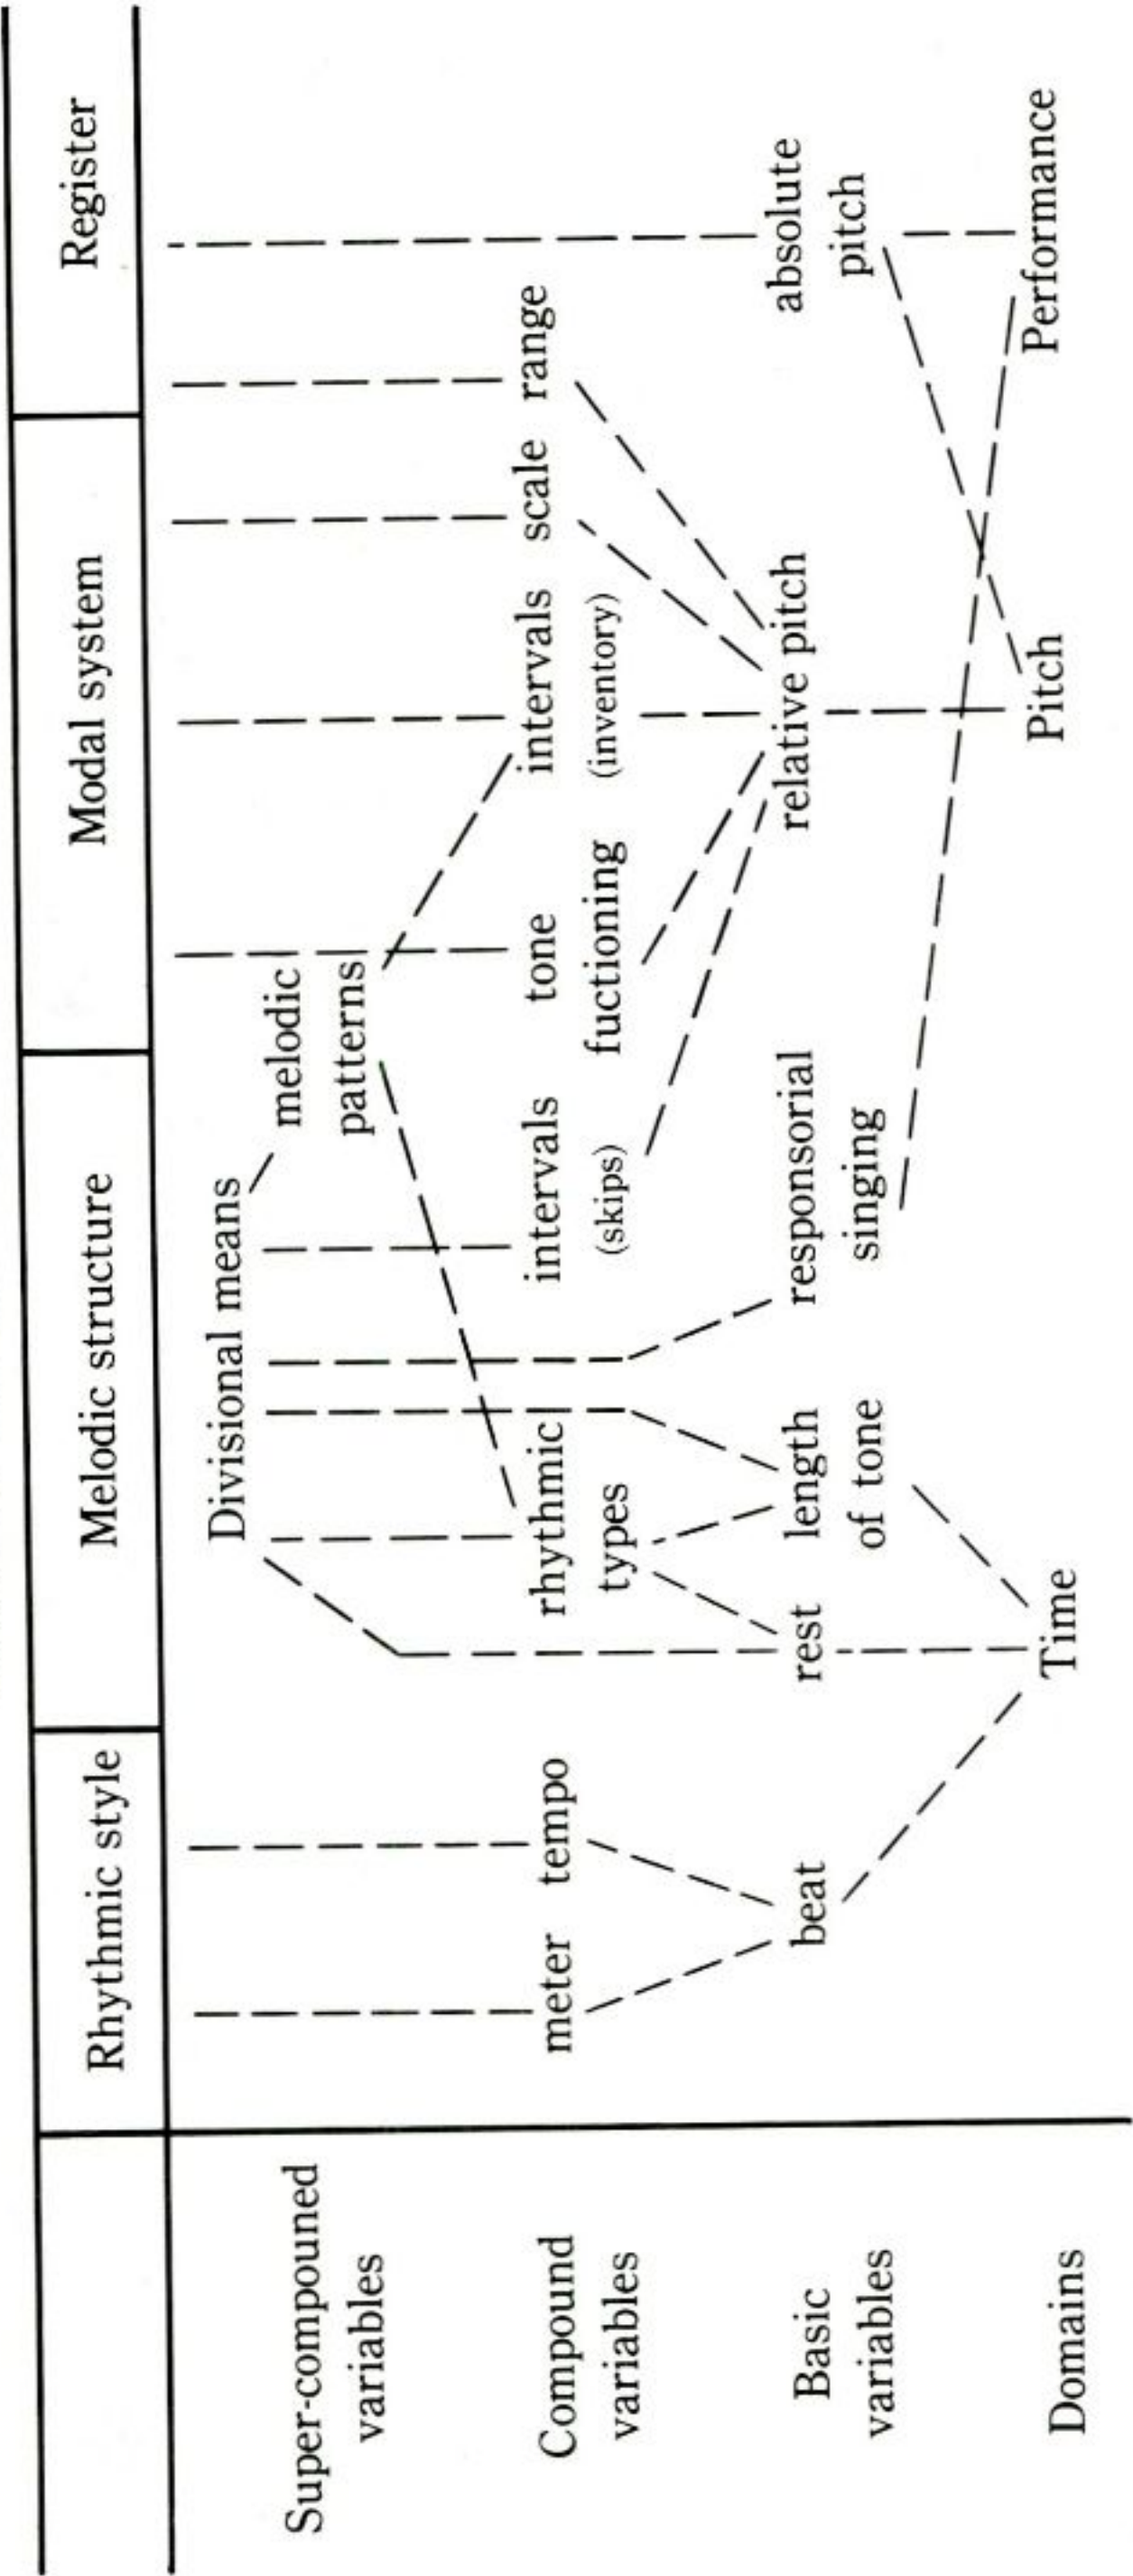 Rhythmic style
Melodic structure
Modal system
Register
Super-compouned
variables
Divisional means
melodic
patterns
Compound
variables
meter
tempo
rhythmic
types
intervals
(skips)
tone
fuctioning
intervals
(inventory)
scale
range
Basic
variables
beat
rest
length
of tone
responsorial
singing
relative pitch
absolute
pitch
Domains
Time
Pitch
Performance